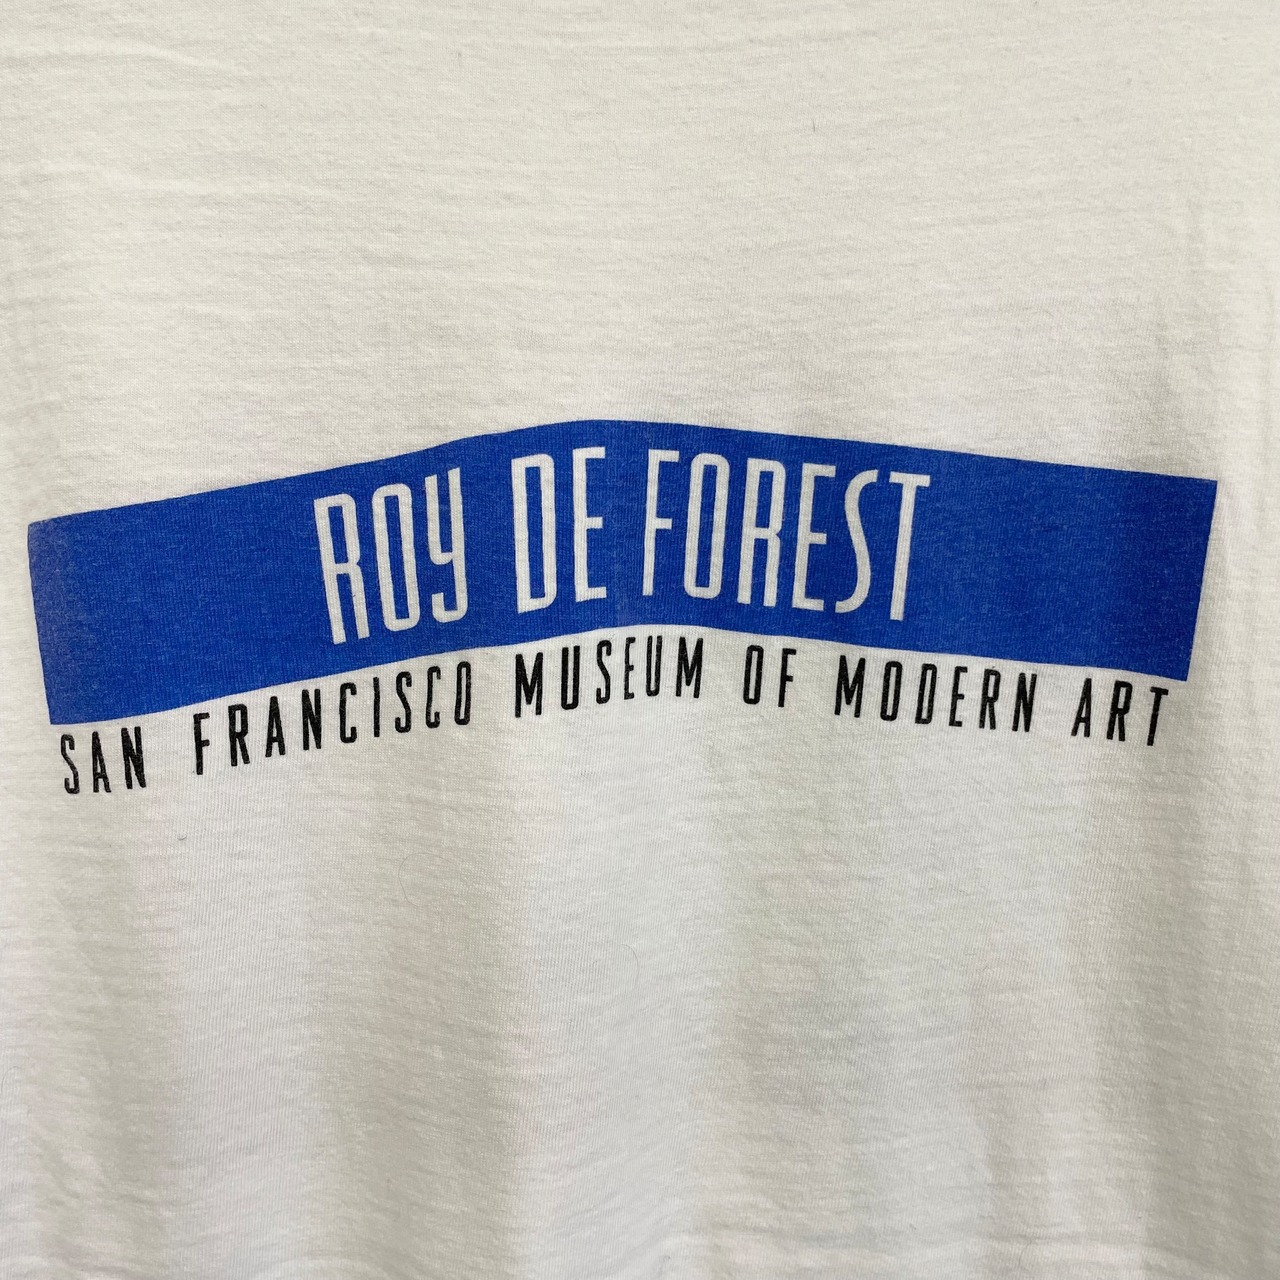 ROY DE FOREST
SAN FRANCISCO MUSEUM OF MODERN ART